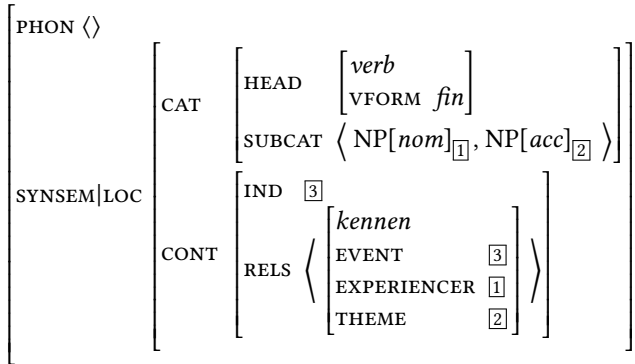 PHON ⟨⟩
SYNSEM|LOC
CAT
HEAD
verb
VFORM fin
SUBCAT ⟨ NP[nom]1 , NP[acc]2 ⟩
CONT
IND 3
RELS ⟨
kennen
EVENT 3
EXPERIENCER 1
THEME 2
⟩